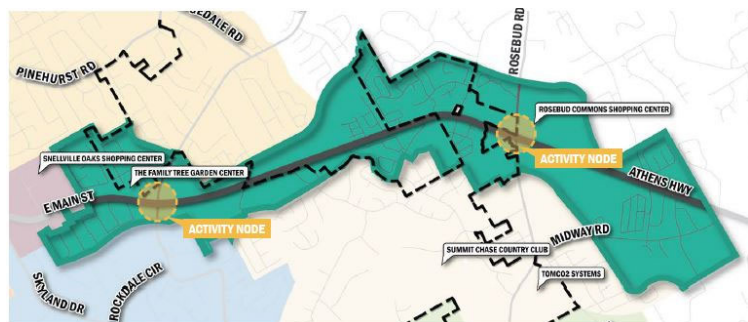 EDALE RD
PINEHURST RD
ROSEBUD RD
ROSEBUD COMMONS SHOPPING CENTER
SNELLVILLE OAKS SHOPPING CENTER
THE FAMILY TREE GARDEN CENTER
ACTIVITY NODE
ATHENS HWY
E MAIN ST
ACTIVITY NODE
MIDWAY RD
SUMMIT CHASE COUNTRY CLUB
TOMCO2 SYSTEMS
SKYLAND DR
ROCKDALE CIR